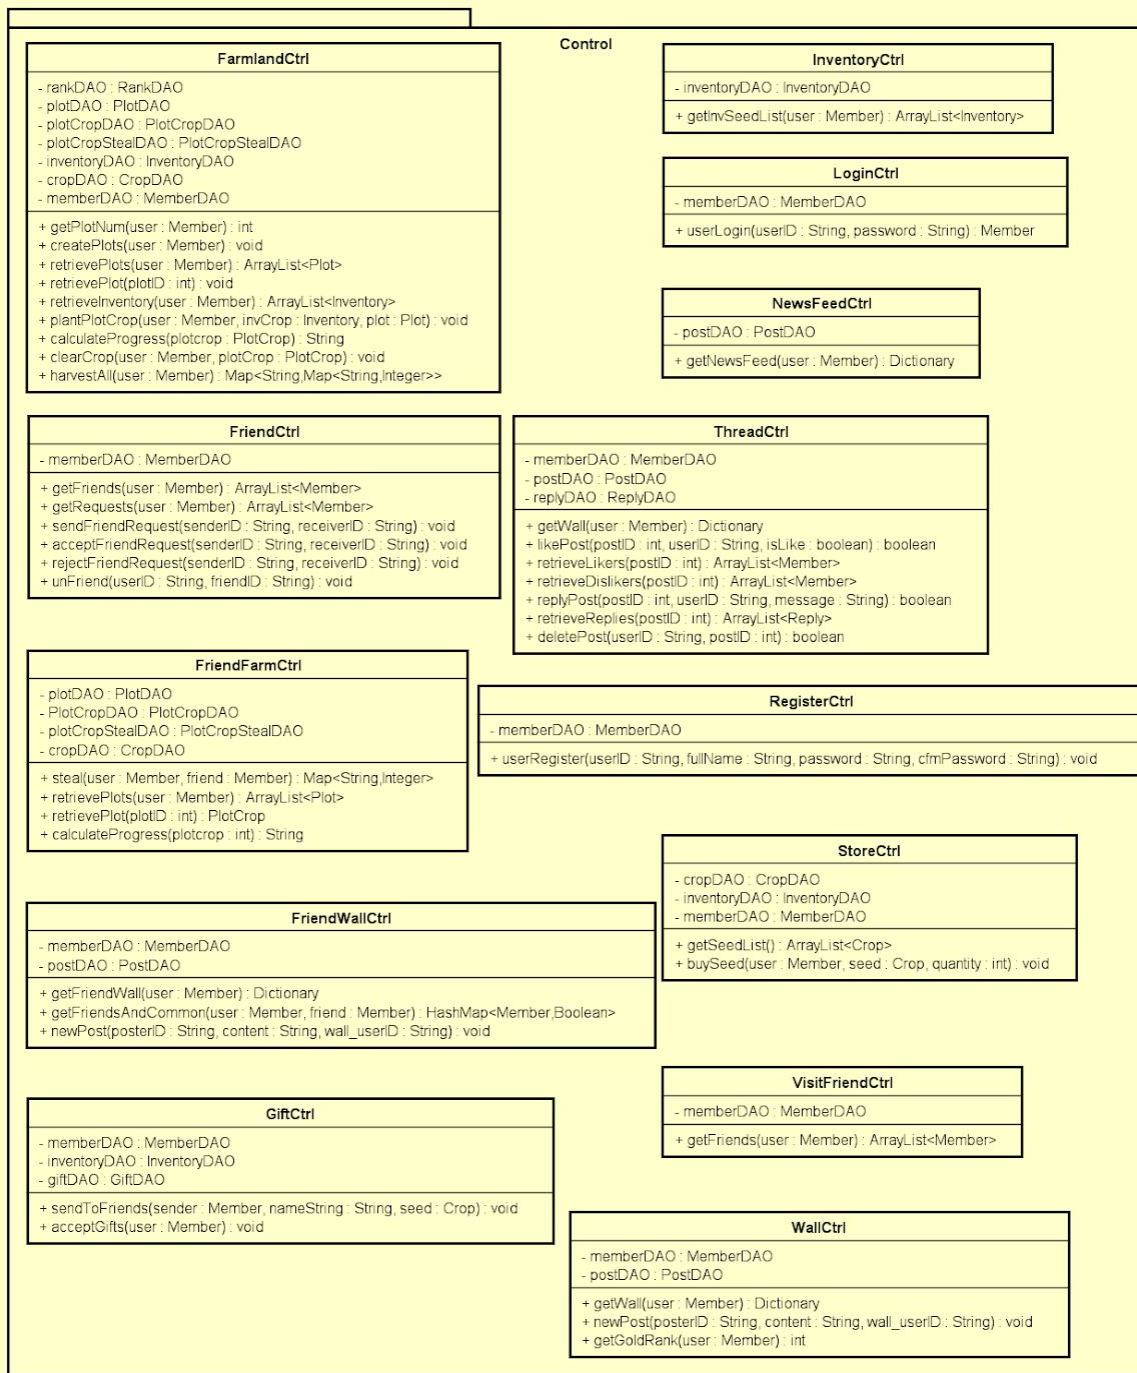 Control
FarmlandCtrl
- rankDAO : RankDAO
- plotDAO : PlotDAO
- plotCropDAO : PlotCropDAO
- plotCropStealDAO : PlotCropStealDAO
- inventoryDAO : InventoryDAO
- cropDAO : CropDAO
- memberDAO : MemberDAO
+ getPlotNum(user : Member) : int
+ createPlots(user : Member) : void
+ retrievePlots(user : Member) : ArrayList<Plot>
+ retrievePlot(plotID : int) : void
+ retrieveInventory(user : Member) : ArrayList<Inventory>
+ plantPlotCrop(user : Member, invCrop : Inventory, plot : Plot) : void
+ calculateProgress(plotcrop : PlotCrop) : String
+ clearCrop(user : Member, plotCrop : PlotCrop) : void
+ harvestAll(user : Member) : Map<String,Map<String,Integer>>
InventoryCtrl
- inventoryDAO : InventoryDAO
+ getInvSeedList(user : Member) : ArrayList<Inventory>
LoginCtrl
- memberDAO : MemberDAO
+ userLogin(userID : String, password : String) : Member
NewsFeedCtrl
- postDAO : PostDAO
+ getNewsFeed(user : Member) : Dictionary
FriendCtrl
- memberDAO : MemberDAO
+ getFriends(user : Member) : ArrayList<Member>
+ getRequests(user : Member) : ArrayList<Member>
+ sendFriendRequest(senderID : String, receiverID : String) : void
+ acceptFriendRequest(senderID : String, receiverID : String) : void
+ rejectFriendRequest(senderID : String, receiverID : String) : void
+ unFriend(userID : String, friendID : String) : void
ThreadCtrl
- memberDAO : MemberDAO
- postDAO : PostDAO
- replyDAO : ReplyDAO
+ getWall(user : Member) : Dictionary
+ likePost(postID : int, userID : String, isLike : boolean) : boolean
+ retrieveLikers(postID : int) : ArrayList<Member>
+ retrieveDislikers(postID : int) : ArrayList<Member>
+ replyPost(postID : int, userID : String, message : String) : boolean
+ retrieveReplies(postID : int) : ArrayList<Reply>
+ deletePost(userID : String, postID : int) : boolean
FriendFarmCtrl
- plotDAO : PlotDAO
- PlotCropDAO : PlotCropDAO
- plotCropStealDAO : PlotCropStealDAO
- cropDAO : CropDAO
+ steal(user : Member, friend : Member) : Map<String,Integer>
+ retrievePlots(user : Member) : ArrayList<Plot>
+ retrievePlot(plotID : int) : PlotCrop
+ calculateProgress(plotcrop : int) : String
RegisterCtrl
- memberDAO : MemberDAO
+ userRegister(userID : String, fullName : String, password : String, cfmPassword : String) : void
StoreCtrl
- cropDAO : CropDAO
- inventoryDAO : InventoryDAO
- memberDAO : MemberDAO
+ getSeedList() : ArrayList<Crop>
+ buySeed(user : Member, seed : Crop, quantity : int) : void
FriendWallCtrl
- memberDAO : MemberDAO
- postDAO : PostDAO
+ getFriendWall(user : Member) : Dictionary
+ getFriendsAndCommon(user : Member, friend : Member) : HashMap<Member,Boolean>
+ newPost(posterID : String, content : String, wall_userID : String) : void
VisitFriendCtrl
- memberDAO : MemberDAO
+ getFriends(user : Member) : ArrayList<Member>
GiftCtrl
- memberDAO : MemberDAO
- inventoryDAO : InventoryDAO
- giftDAO : GiftDAO
+ sendToFriends(sender : Member, nameString : String, seed : Crop) : void
+ acceptGifts(user : Member) : void
WallCtrl
- memberDAO : MemberDAO
- postDAO : PostDAO
+ getWall(user : Member) : Dictionary
+ newPost(posterID : String, content : String, wall_userID : String) : void
+ getGoldRank(user : Member) : int